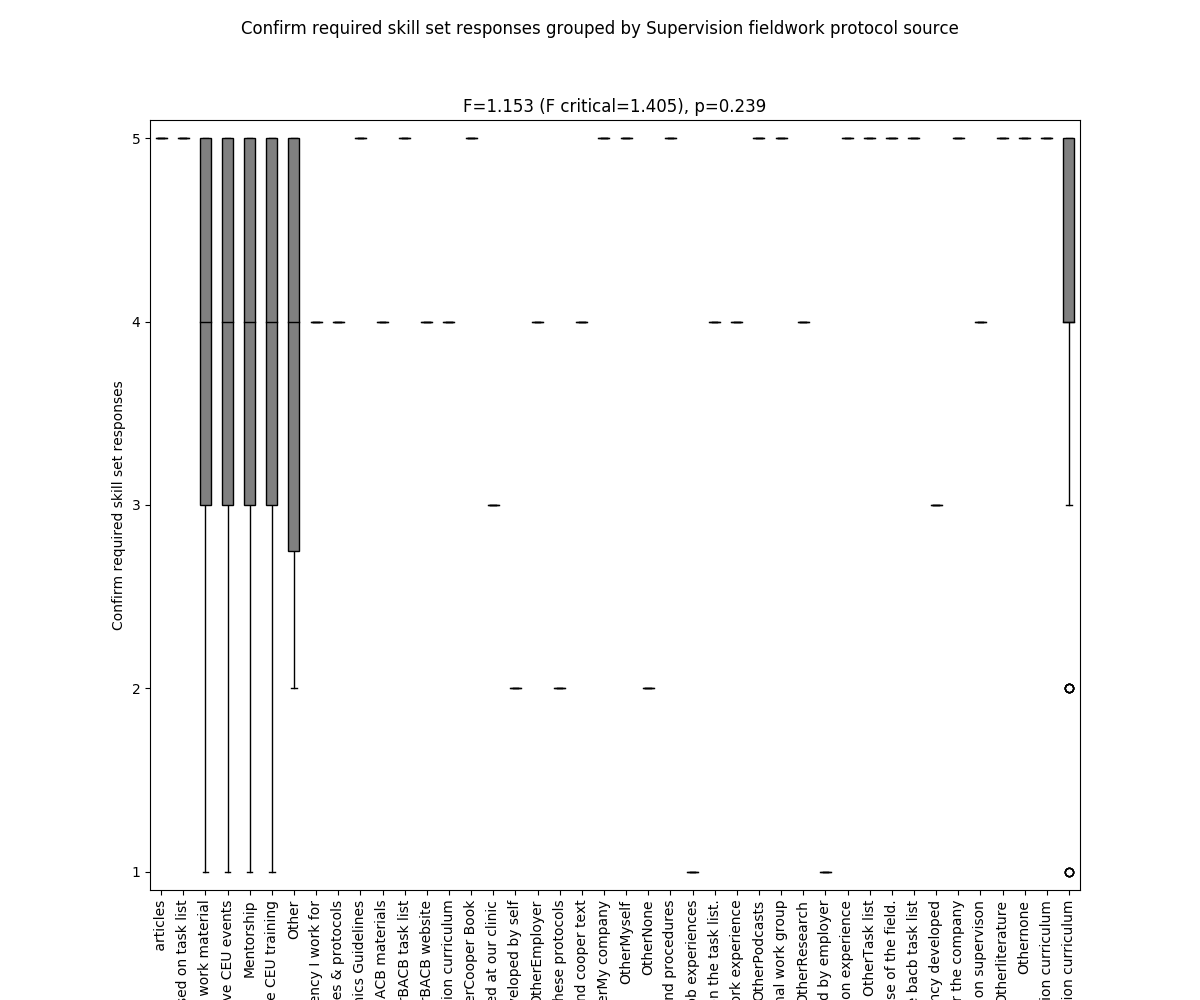 Confirm required skill set responses grouped by Supervision fieldwork protocol source
F=1.153 (F critical=1.405), p=0.239
Confirm required skill set responses
5
4
3
2
1
articles
sed on task list
work material
ve CEU events
Mentorship
e CEU training
Other
ency I work for
es & protocols
ics Guidelines
ACB materials
rBACB task list
rBACB website
ion curriculum
erCooper Book
ed at our clinic
veloped by self
OtherEmployer
hese protocols
nd cooper text
erMy company
OtherMyself
OtherNone
nd procedures
ob experiences
n the task list.
ork experience
OtherPodcasts
nal work group
OtherResearch
d by employer
on experience
OtherTask list
se of the field.
e bacb task list
ncy developed
r the company
on supervison
Otherliterature
Othernone
ion curriculum
ion curriculum